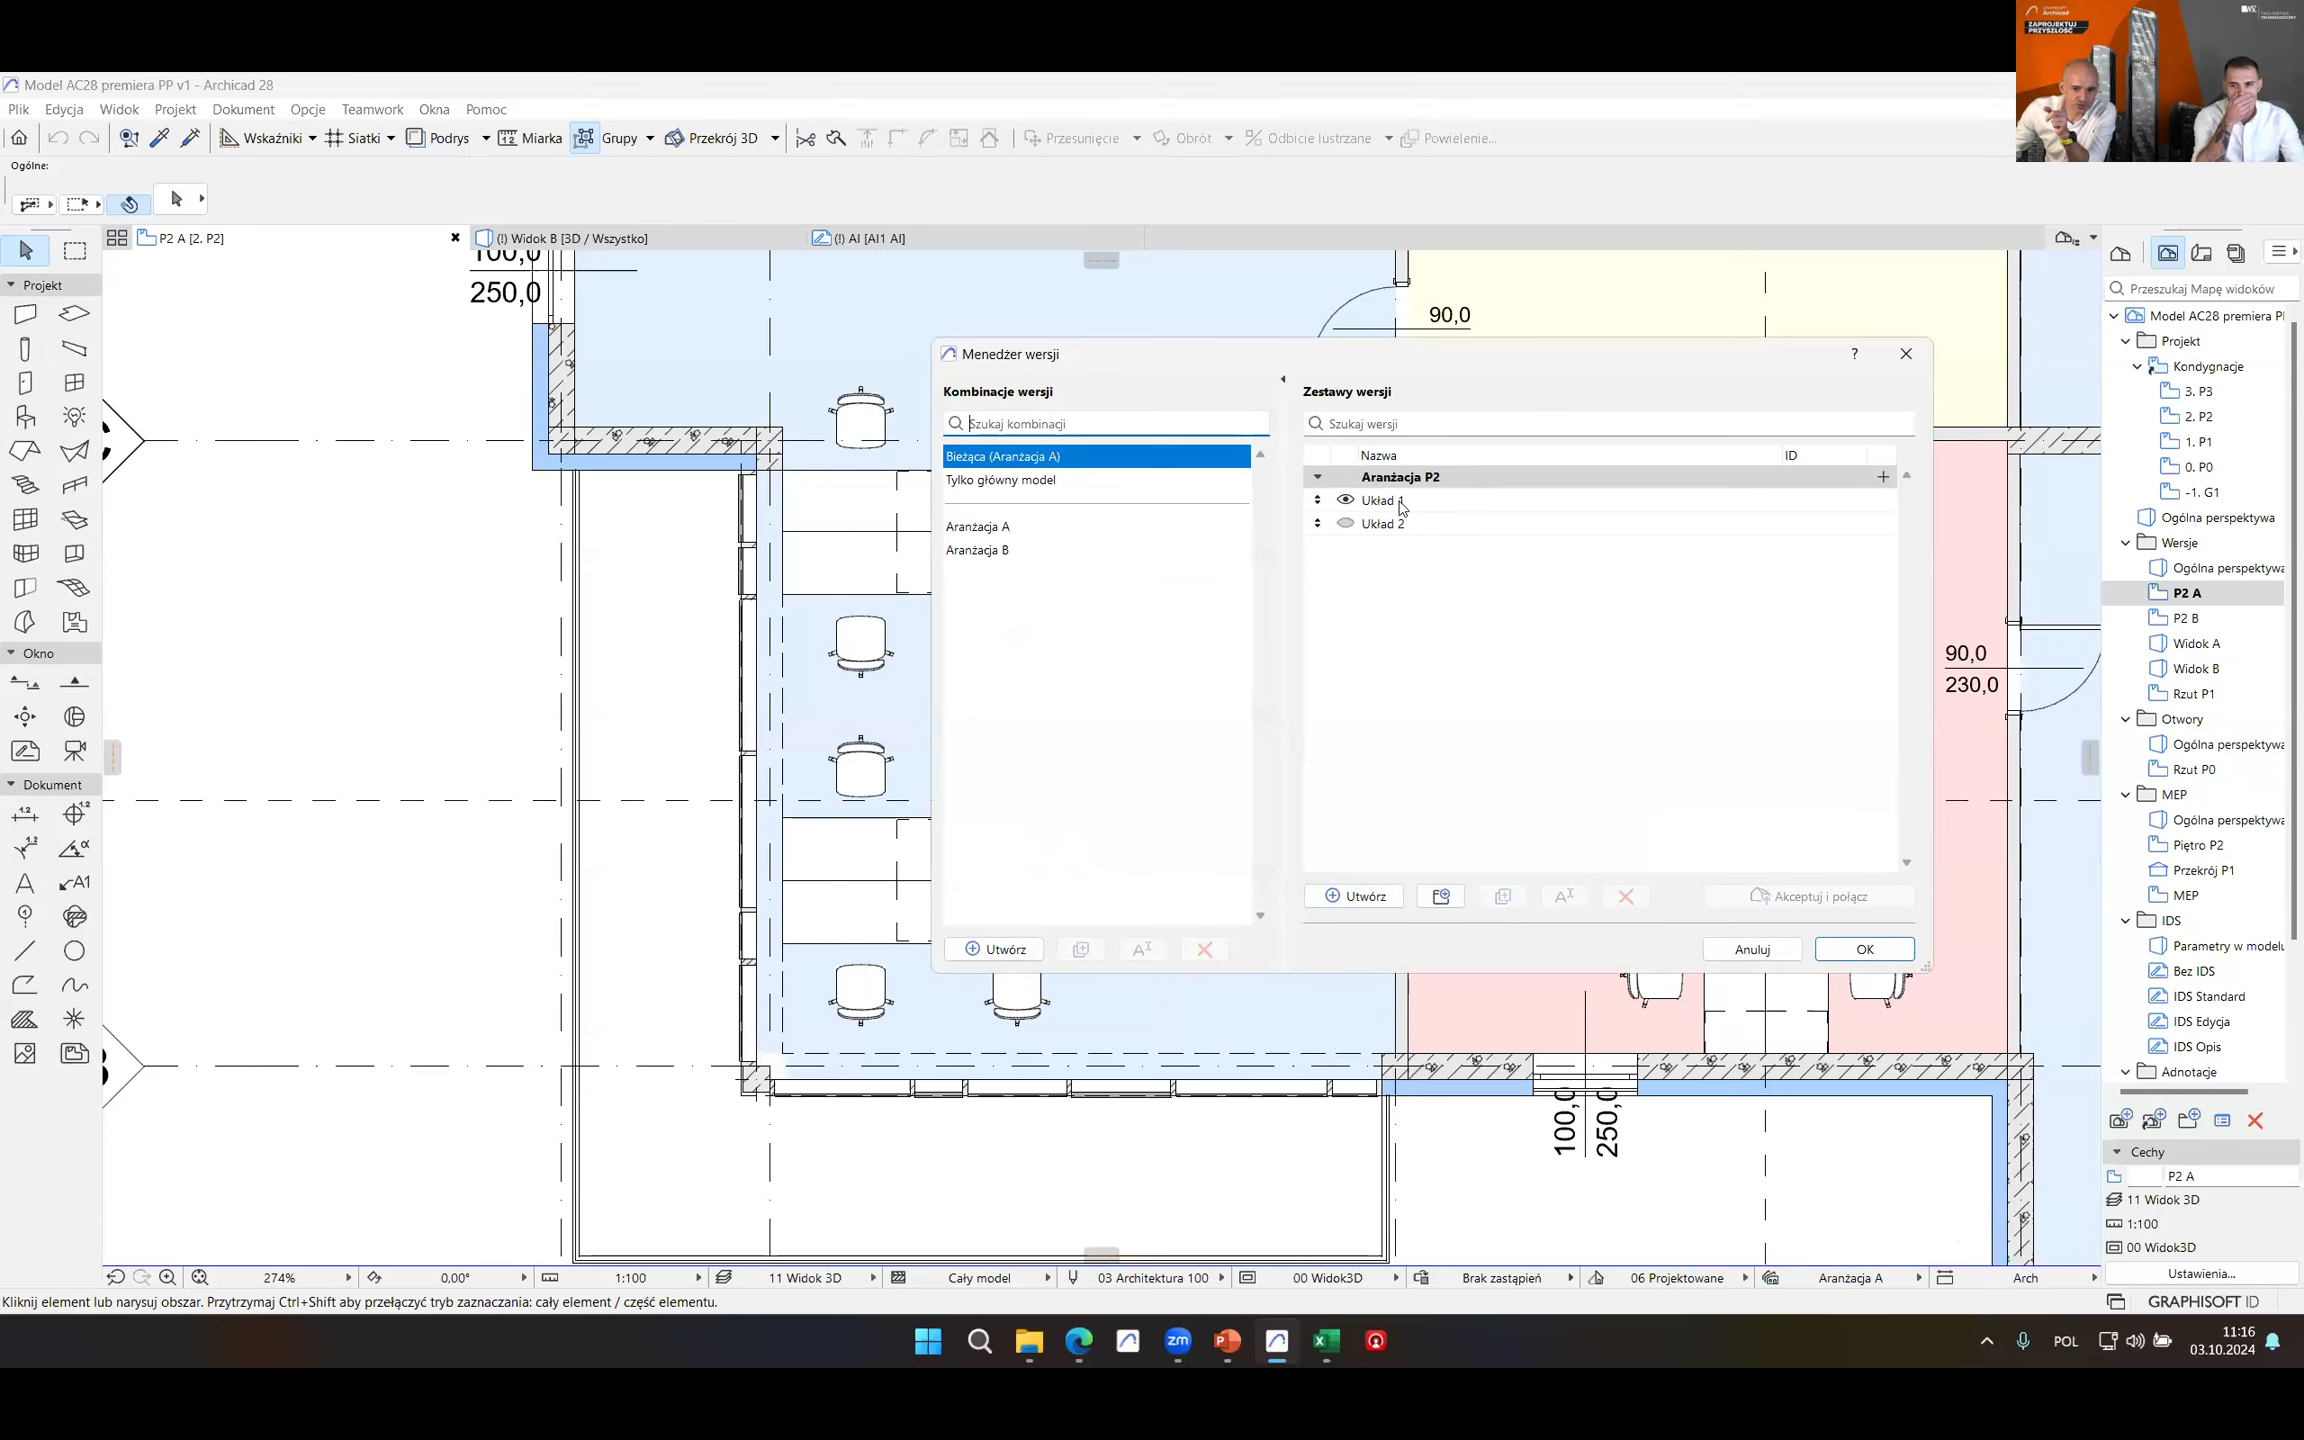 GRAPHISOFT
Archicad
ZAPROJEKTUJ
PRZYSZŁOŚĆ
Model AC28 premiera PP v1 - Archicad 28
Plik Edycja Widok Projekt Dokument Opcje Teamwork Okna Pomoc
Wskaźniki Siatki Podrys Miarka Grupy Przekrój 3D Przesunięcie Obrót Odbicie lustrzane Powielenie...
Ogólne:
P2 A [2. P2] (!) Widok B [3D / Wszystko] (!) AI [AI1 AI]
Projekt
Okno
Dokument
100,0
250,0
90,0
90,0
230,0
100,0
250,0
Menedżer wersji ?
Kombinacje wersji
Szukaj kombinacji
Bieżąca (Aranżacja A)
Tylko główny model
Aranżacja A
Aranżacja B
Utwórz
Zestawy wersji
Szukaj wersji
Nazwa ID
Aranżacja P2
Układ 1
Układ 2
Utwórz Akceptuj i połącz
Anuluj OK
Przeszukaj Mapę widoków
Model AC28 premiera PP
Projekt
Kondygnacje
3. P3
2. P2
1. P1
0. P0
-1. G1
Ogólna perspektywa
Wersje
Ogólna perspektywa
P2 A
P2 B
Widok A
Widok B
Rzut P1
Otwory
Ogólna perspektywa
Rzut P0
MEP
Ogólna perspektywa
Piętro P2
Przekrój P1
MEP
IDS
Parametry w modelu
Bez IDS
IDS Standard
IDS Edycja
IDS Opis
Adnotacje
Cechy
P2 A
11 Widok 3D
1:100
00 Widok3D
Ustawienia...
274% 0,00° 1:100 11 Widok 3D Cały model 03 Architektura 100 00 Widok3D Brak zastąpień 06 Projektowane Aranżacja A Arch
Kliknij element lub narysuj obszar. Przytrzymaj Ctrl+Shift aby przełączyć tryb zaznaczania: cały element / część elementu.
GRAPHISOFT ID
zm
POL
11:16
03.10.2024